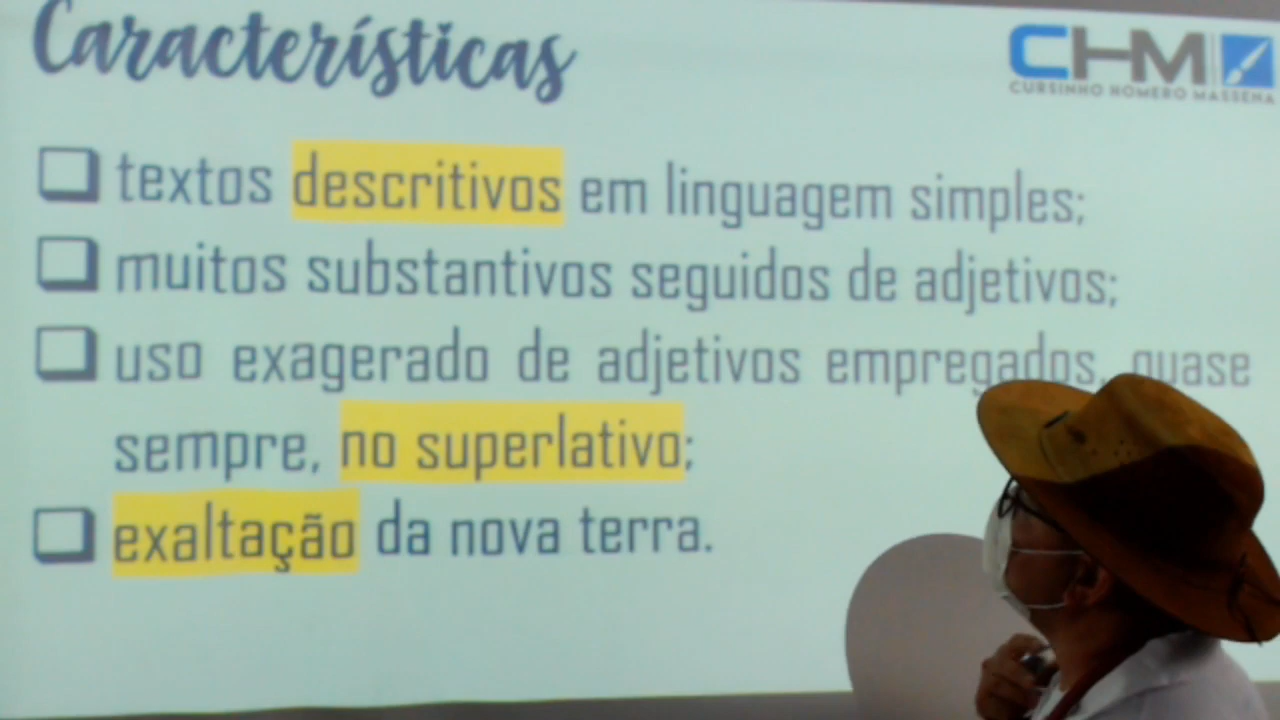 Características
CHM
CURSINHO HOMERO MASSENA
textos descritivos em linguagem simples;
muitos substantivos seguidos de adjetivos;
uso exagerado de adjetivos empregados, quase
sempre, no superlativo;
exaltação da nova terra.